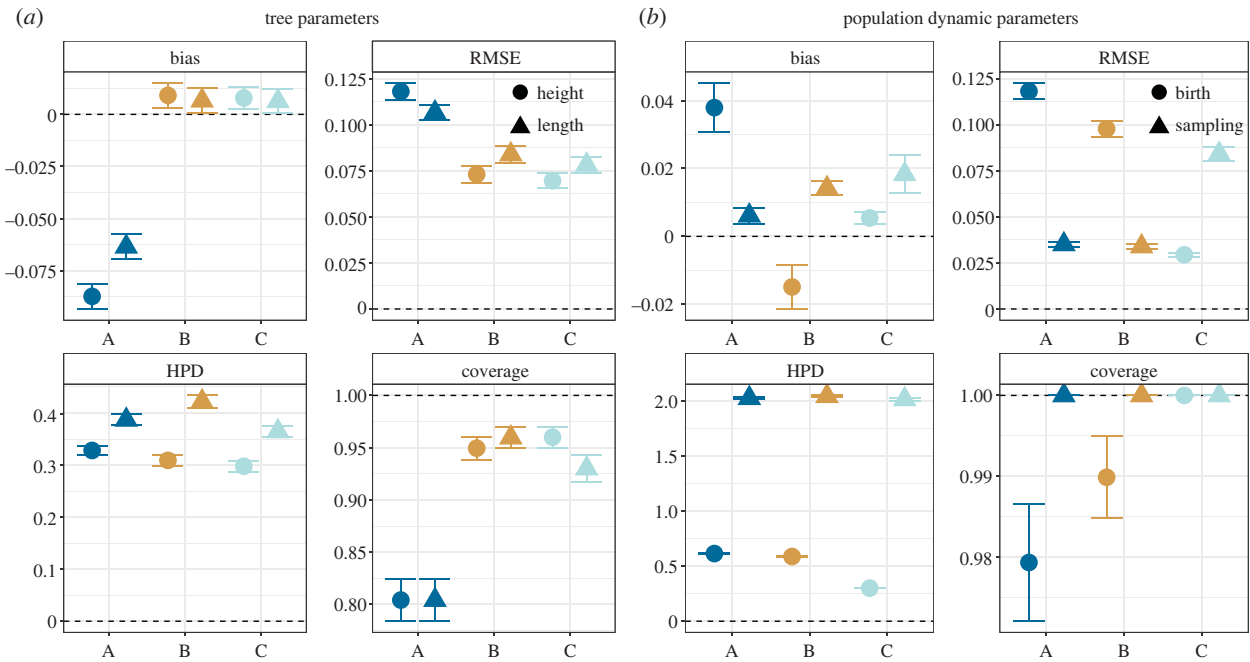 (a) tree parameters
bias
0
−0.025
−0.050
−0.075
A B C
RMSE
0.125
0.100
0.075
0.050
0.025
0
height
length
A B C
HPD
0.4
0.3
0.2
0.1
0
A B C
coverage
1.00
0.95
0.90
0.85
0.80
A B C
(b) population dynamic parameters
bias
0.04
0.02
0
−0.02
A B C
RMSE
0.125
0.100
0.075
0.050
0.025
0
birth
sampling
A B C
HPD
2.0
1.5
1.0
0.5
0
A B C
coverage
1.00
0.99
0.98
A B C